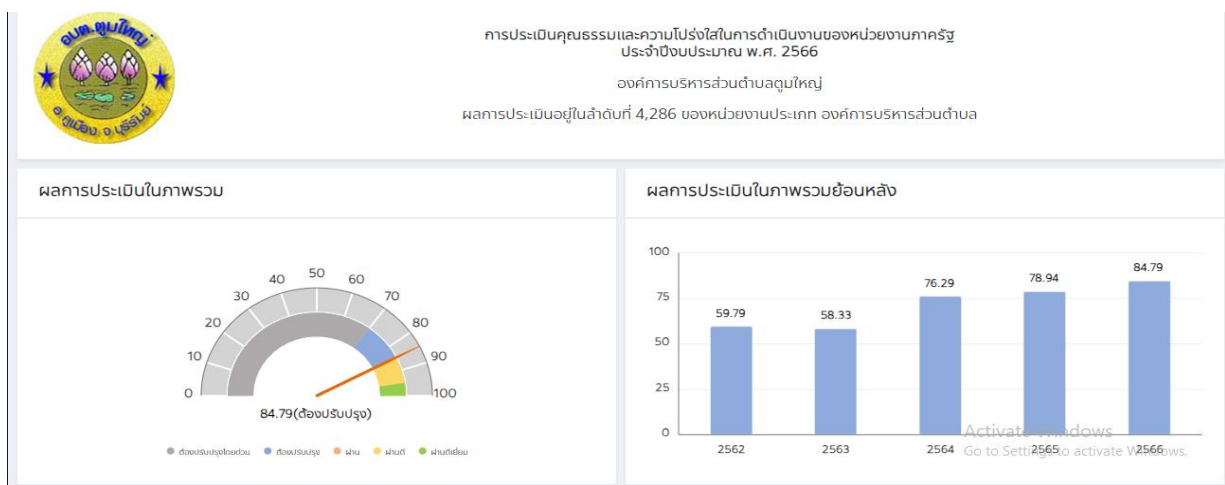 อบต.ตูมใหญ่
อ.คูเมือง จ.บุรีรัมย์
การประเมินคุณธรรมและความโปร่งใสในการดำเนินงานของหน่วยงานภาครัฐ
ประจำปีงบประมาณ พ.ศ. 2566
องค์การบริหารส่วนตำบลตูมใหญ่
ผลการประเมินอยู่ในลำดับที่ 4,286 ของหน่วยงานประเภท องค์การบริหารส่วนตำบล
ผลการประเมินในภาพรวม
0
10
20
30
40
50
60
70
80
90
100
84.79(ต้องปรับปรุง)
ต้องปรับปรุงโดยด่วน ต้องปรับปรุง ผ่าน ผ่านดี ผ่านดีเยี่ยม
ผลการประเมินในภาพรวมย้อนหลัง
100
75
50
25
0
59.79 58.33 76.29 78.94 84.79
2562 2563 2564 2565 2566
Activate Windows
Go to Settings to activate Windows.